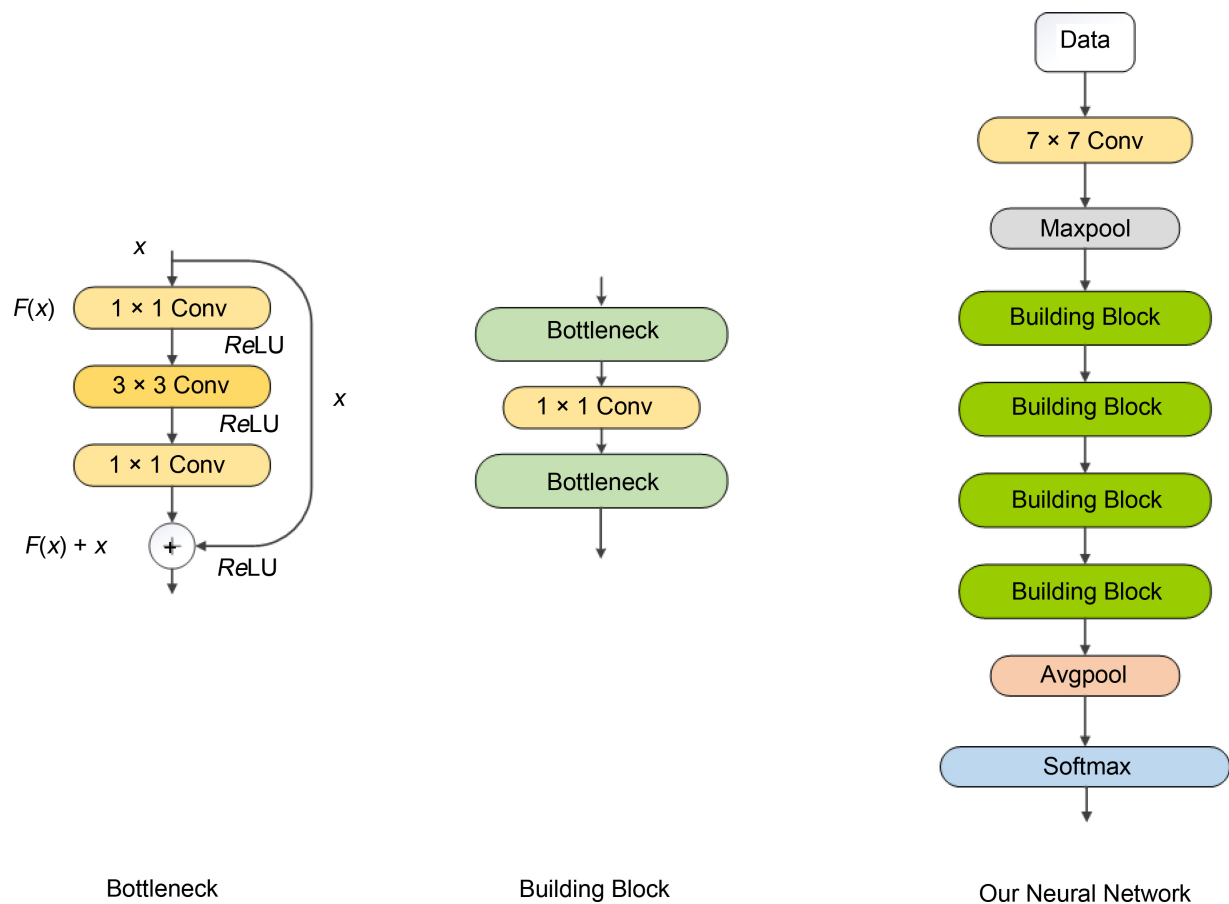 x
F(x)
1 × 1 Conv
ReLU
3 × 3 Conv
ReLU
x
1 × 1 Conv
F(x) + x
+
ReLU
Bottleneck
Bottleneck
1 × 1 Conv
Bottleneck
Building Block
Data
7 × 7 Conv
Maxpool
Building Block
Building Block
Building Block
Building Block
Avgpool
Softmax
Our Neural Network